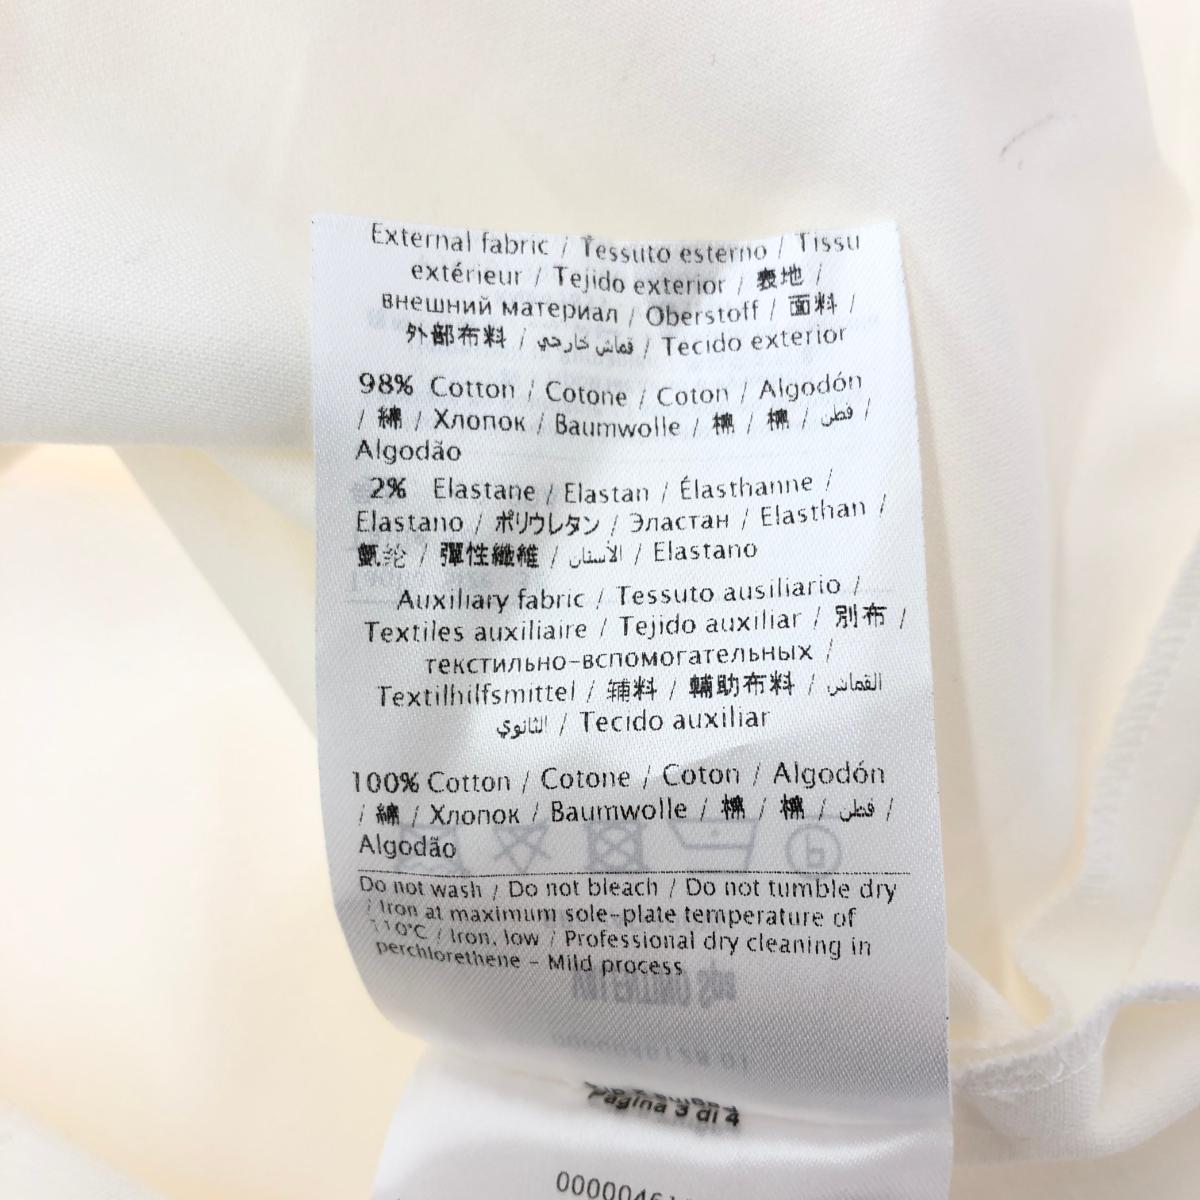 External fabric / Tessuto esterno / Tissu
extérieur / Tejido exterior / 表地 /
внешний материал / Oberstoff / 面料 /
外部布料 / قماش خارجي / Tecido exterior
98% Cotton / Cotone / Coton / Algodón
/ 綿 / Хлопок / Baumwolle / 棉 / 棉 / قطن /
Algodão
2% Elastane / Elastan / Élasthanne /
Elastano / ポリウレタン / Эластан / Elasthan /
氨纶 / 彈性纖維 / الأستان / Elastano
Auxiliary fabric / Tessuto ausiliario /
Textiles auxiliaire / Tejido auxiliar / 別布 /
текстильно-вспомогательных /
Textilhilfsmittel / 辅料 / 輔助布料 / القماش
الثانوي / Tecido auxiliar
100% Cotton / Cotone / Coton / Algodón
/ 綿 / Хлопок / Baumwolle / 棉 / 棉 / قطن /
Algodão
Do not wash / Do not bleach / Do not tumble dry
/ Iron at maximum sole-plate temperature of
110°C / Iron, low / Professional dry cleaning in
perchlorethene - Mild process
Pagina 3 di 4